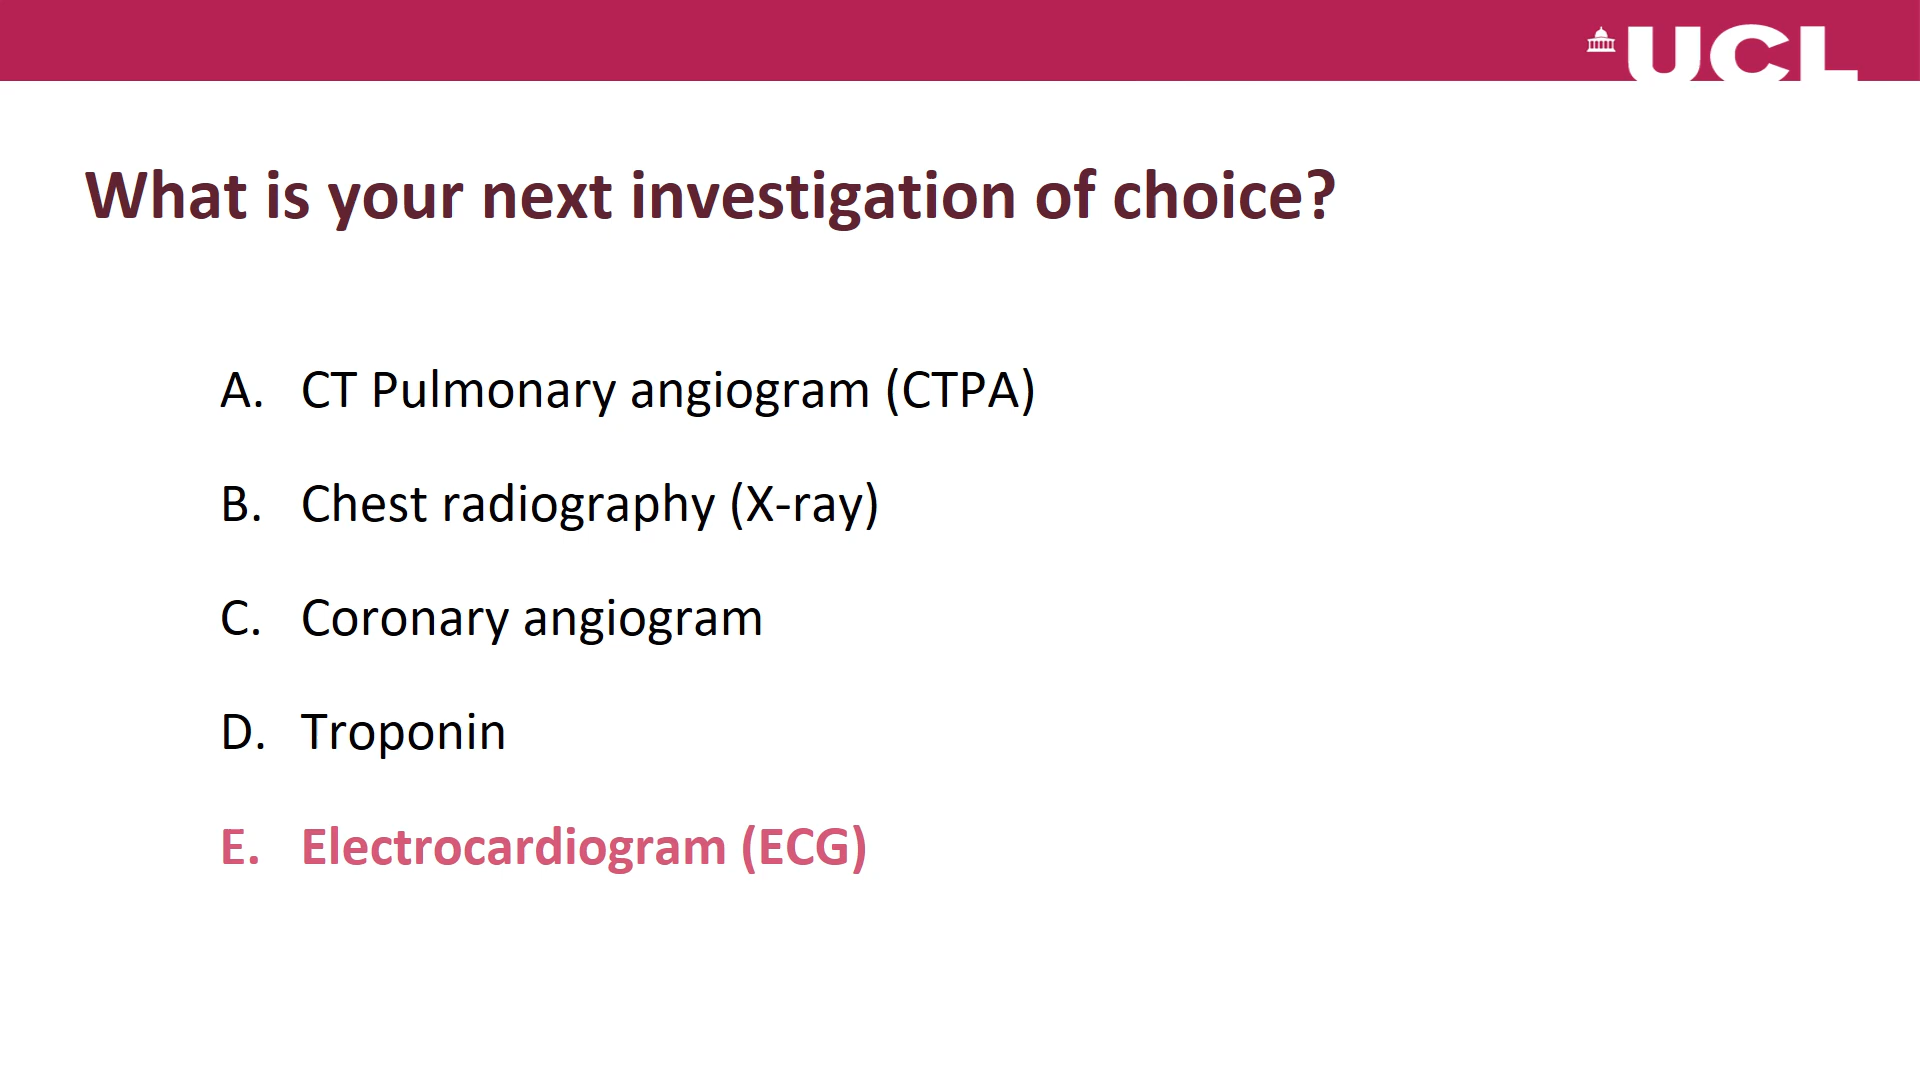 UCL
What is your next investigation of choice?
A. CT Pulmonary angiogram (CTPA)
B. Chest radiography (X-ray)
C. Coronary angiogram
D. Troponin
E. Electrocardiogram (ECG)